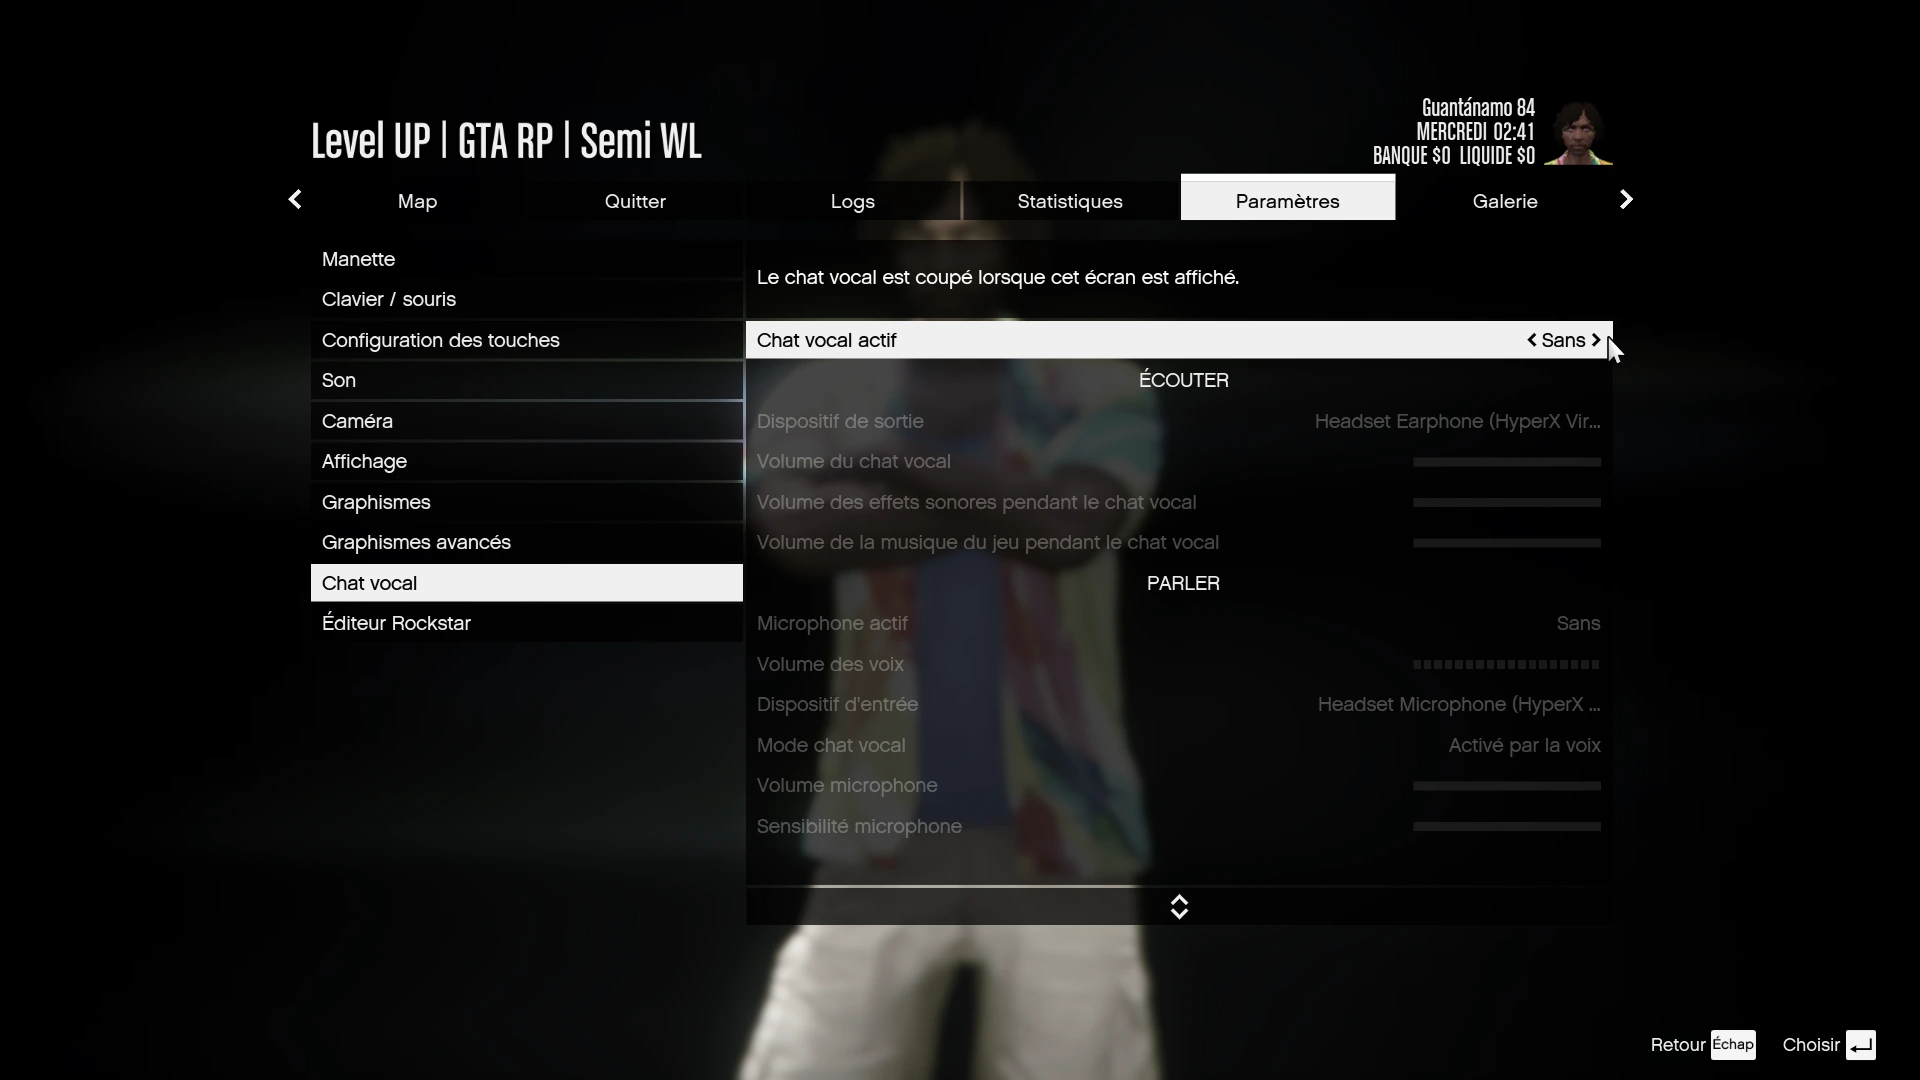 Level UP | GTA RP | Semi WL
Guantánamo 84
MERCREDI 02:41
BANQUE $0 LIQUIDE $0
Map Quitter Logs Statistiques Paramètres Galerie
Manette
Clavier / souris
Configuration des touches
Son
Caméra
Affichage
Graphismes
Graphismes avancés
Chat vocal
Éditeur Rockstar
Le chat vocal est coupé lorsque cet écran est affiché.
Chat vocal actif Sans
ÉCOUTER
Dispositif de sortie Headset Earphone (HyperX Vir...
Volume du chat vocal
Volume des effets sonores pendant le chat vocal
Volume de la musique du jeu pendant le chat vocal
PARLER
Microphone actif Sans
Volume des voix
Dispositif d'entrée Headset Microphone (HyperX ...
Mode chat vocal Activé par la voix
Volume microphone
Sensibilité microphone
Retour Échap Choisir